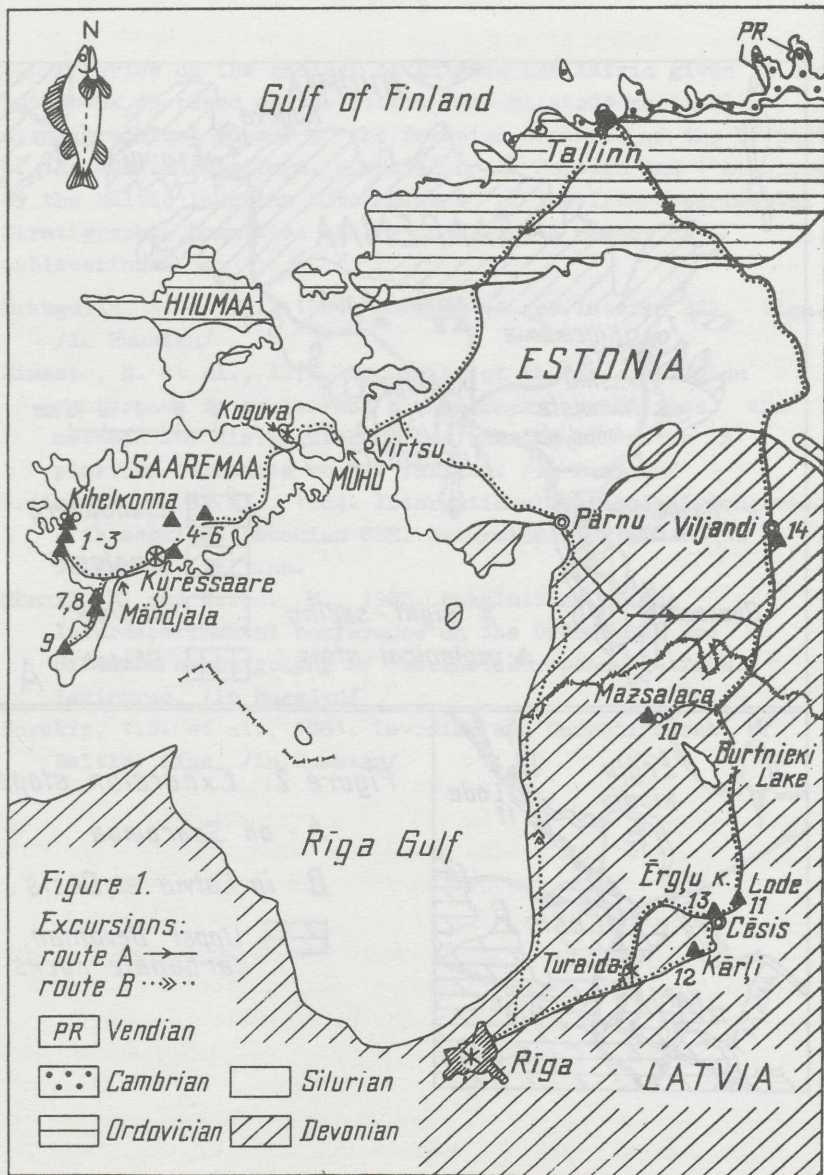 N
PR
Gulf of Finland
Tallinn
HIIUMAA
ESTONIA
Koguva
Virtsu
SAAREMAA
MUHU
Kihelkonna
1-3
4-6
Pärnu
Viljandi
14
Kuressaare
7,8
Mändjala
9
Mazsalaca
10
Burtnieki
Lake
Rīga Gulf
Ērgļu k.
13
Lode
11
Cēsis
Turaida
12
Kārļi
Rīga
LATVIA
Figure 1.
Excursions:
route A
route B
PR Vendian
Cambrian
Silurian
Ordovician
Devonian